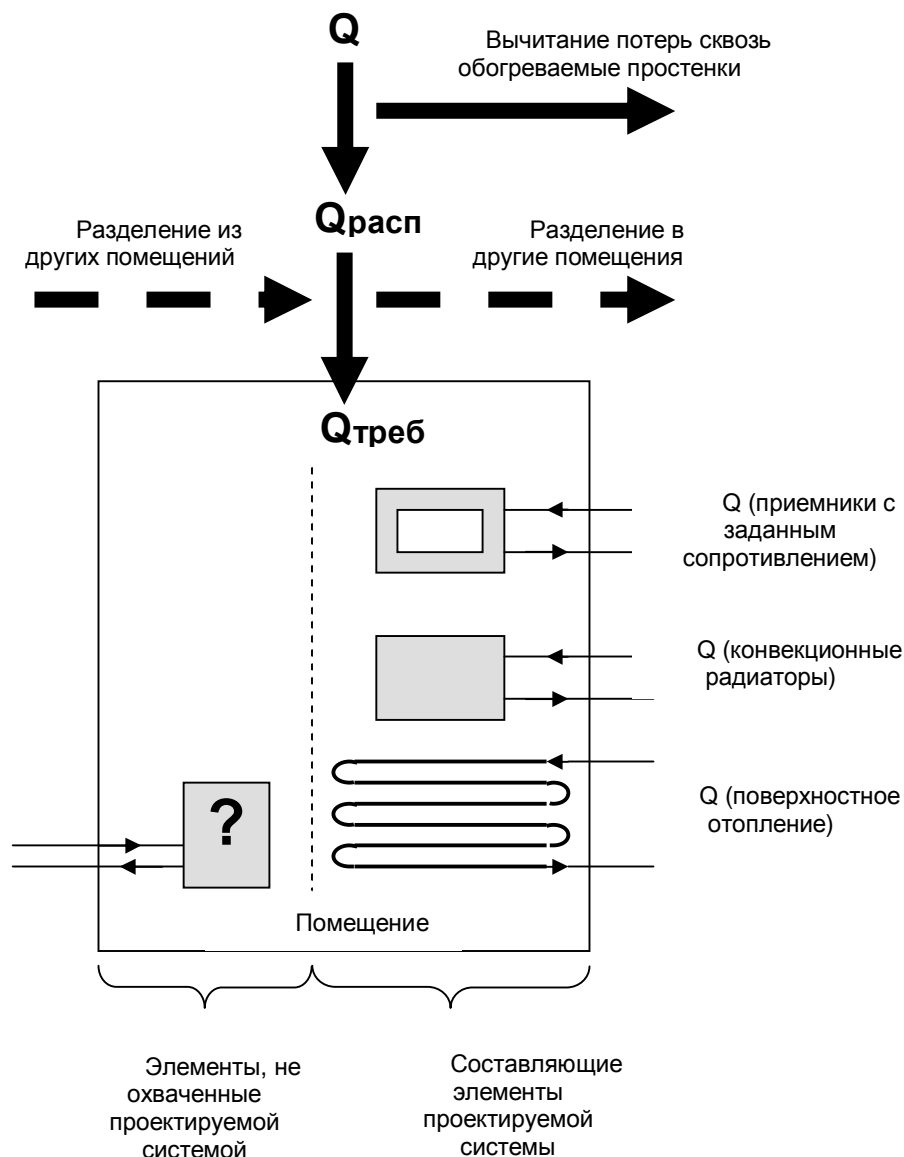 Q
Вычитание потерь сквозь
обогреваемые простенки
Qрасп
Разделение из
других помещений
Разделение в
другие помещения
Qтреб
Q (приемники с
заданным
сопротивлением)
Q (конвекционные
радиаторы)
?
Q (поверхностное
отопление)
Помещение
Элементы, не
охваченные
проектируемой
системой
Составляющие
элементы
проектируемой
системы